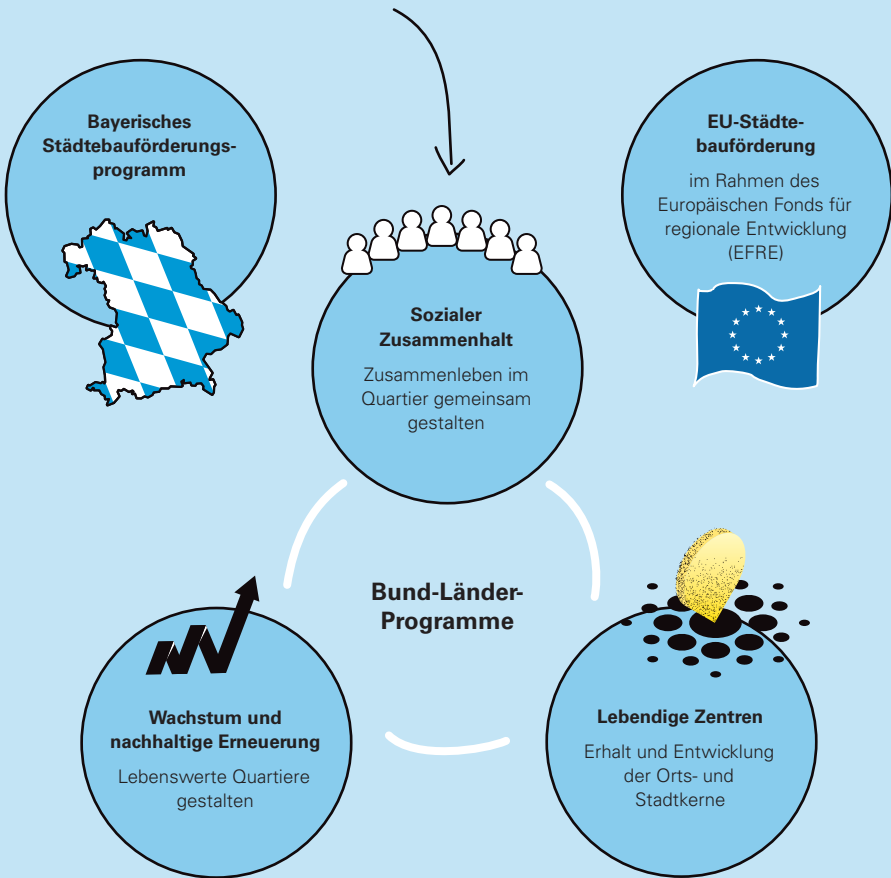 Bayerisches
Städtebauförderungs-
programm
EU-Städte-
bauförderung
im Rahmen des
Europäischen Fonds für
regionale Entwicklung
(EFRE)
Sozialer
Zusammenhalt
Zusammenleben im
Quartier gemeinsam
gestalten
Bund-Länder-
Programme
Wachstum und
nachhaltige Erneuerung
Lebenswerte Quartiere
gestalten
Lebendige Zentren
Erhalt und Entwicklung
der Orts- und
Stadtkerne